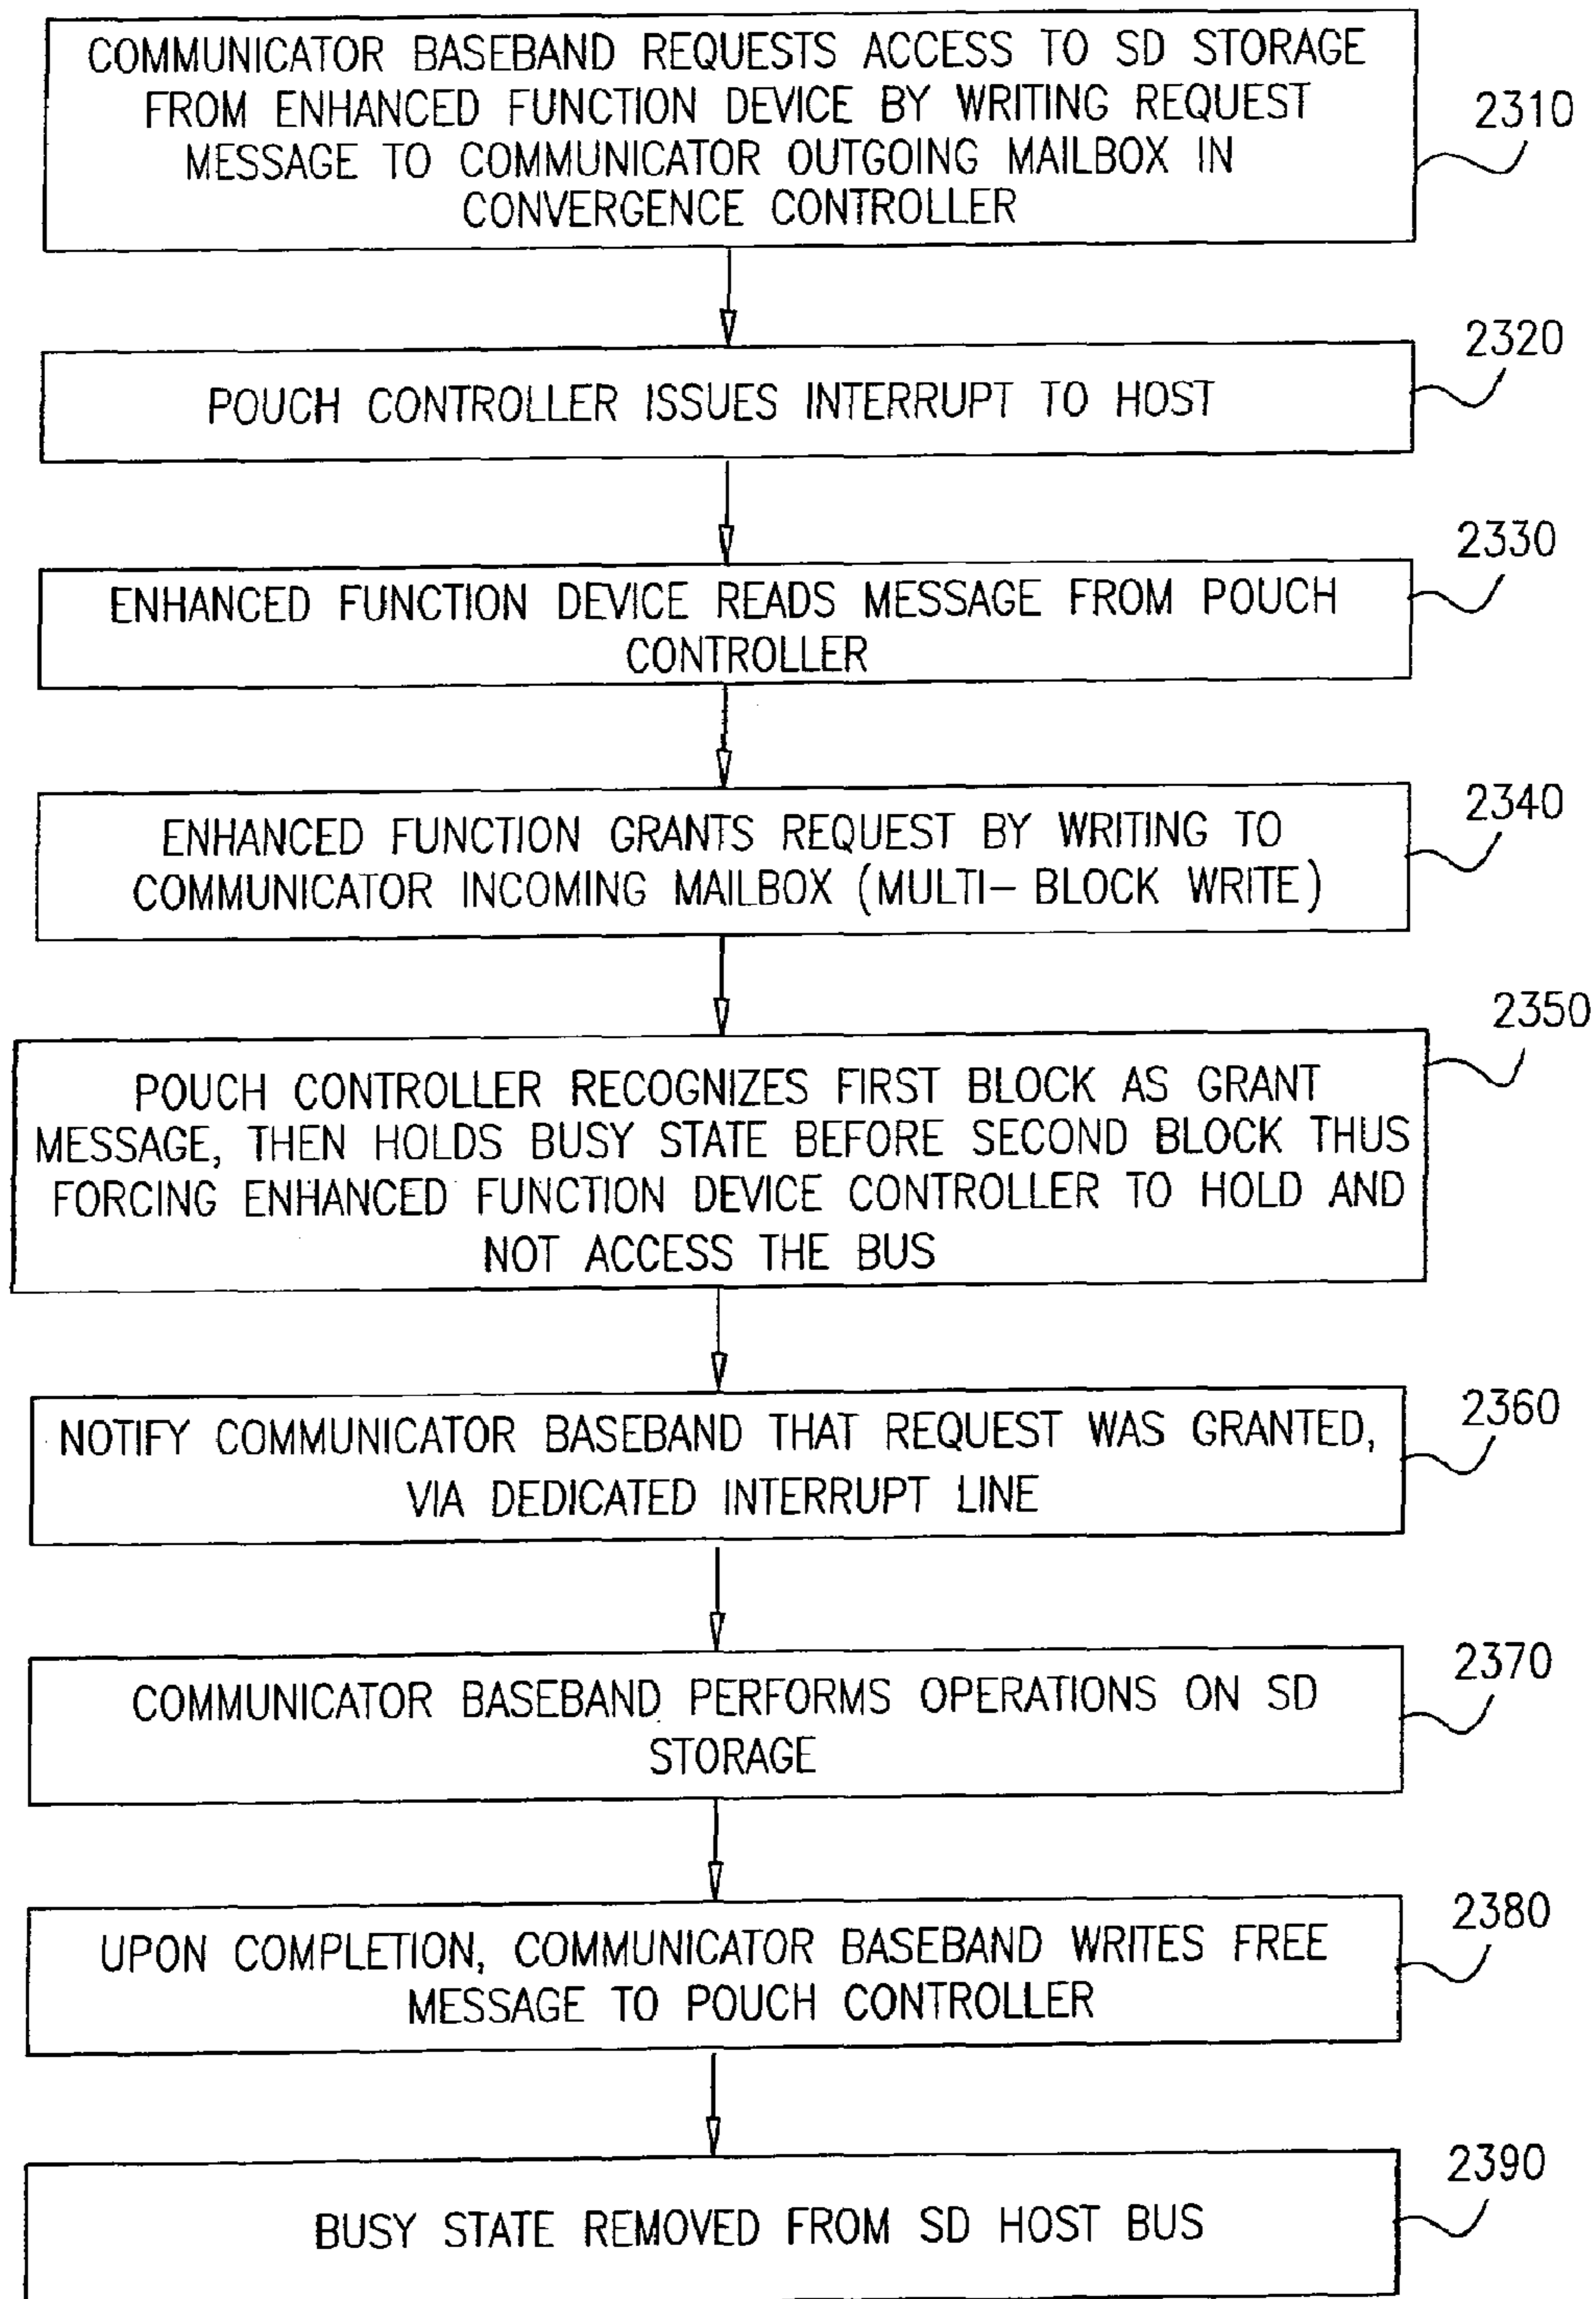 COMMUNICATOR BASEBAND REQUESTS ACCESS TO SD STORAGE
FROM ENHANCED FUNCTION DEVICE BY WRITING REQUEST
MESSAGE TO COMMUNICATOR OUTGOING MAILBOX IN
CONVERGENCE CONTROLLER
2310
POUCH CONTROLLER ISSUES INTERRUPT TO HOST
2320
ENHANCED FUNCTION DEVICE READS MESSAGE FROM POUCH
CONTROLLER
2330
ENHANCED FUNCTION GRANTS REQUEST BY WRITING TO
COMMUNICATOR INCOMING MAILBOX (MULTI- BLOCK WRITE)
2340
POUCH CONTROLLER RECOGNIZES FIRST BLOCK AS GRANT
MESSAGE, THEN HOLDS BUSY STATE BEFORE SECOND BLOCK THUS
FORCING ENHANCED FUNCTION DEVICE CONTROLLER TO HOLD AND
NOT ACCESS THE BUS
2350
NOTIFY COMMUNICATOR BASEBAND THAT REQUEST WAS GRANTED,
VIA DEDICATED INTERRUPT LINE
2360
COMMUNICATOR BASEBAND PERFORMS OPERATIONS ON SD
STORAGE
2370
UPON COMPLETION, COMMUNICATOR BASEBAND WRITES FREE
MESSAGE TO POUCH CONTROLLER
2380
BUSY STATE REMOVED FROM SD HOST BUS
2390